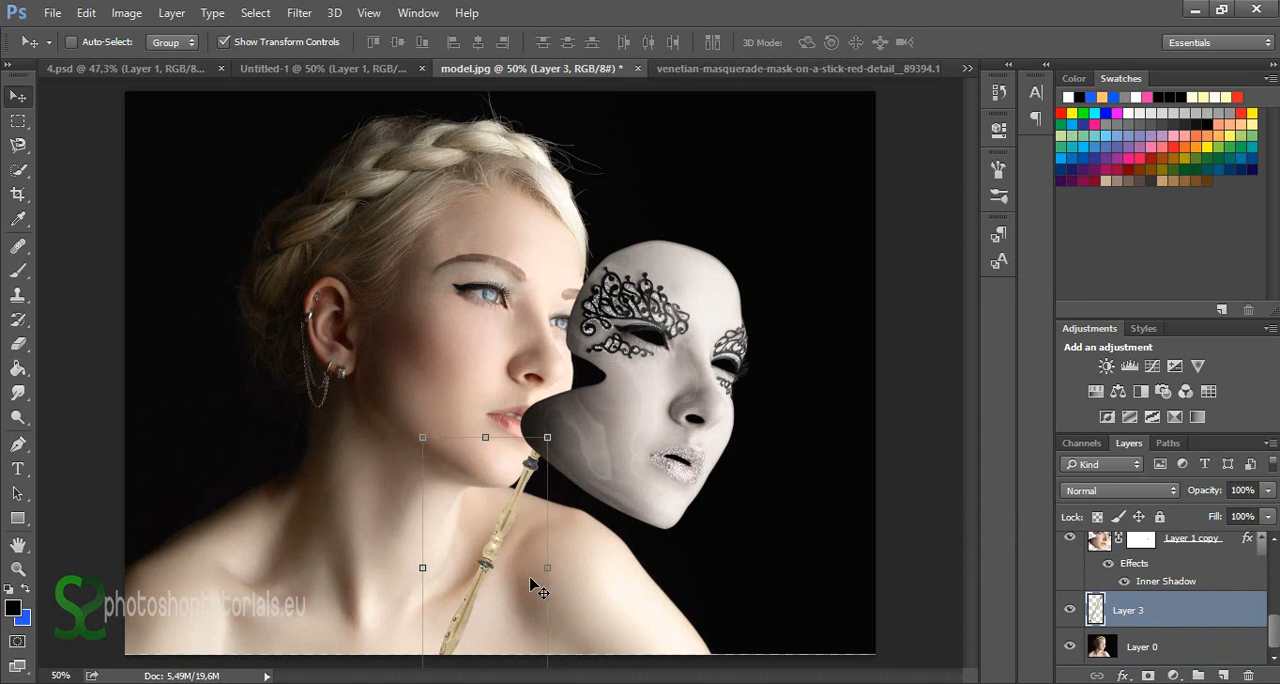 Ps File Edit Image Layer Type Select Filter 3D View Window Help
Auto-Select: Group Show Transform Controls 3D Mode: Essentials
4.psd @ 47,3% (Layer 1, RGB/8... × Untitled-1 @ 50% (Layer 1, RGB/... × model.jpg @ 50% (Layer 3, RGB/8#) * × venetian-masquerade-mask-on-a-stick-red-detail__89394.1
Color Swatches
Adjustments Styles
Add an adjustment
Channels Layers Paths
Kind
Normal Opacity: 100%
Lock: Fill: 100%
Layer 1 copy fx
Effects
Inner Shadow
Layer 3
Layer 0
photoshoptutorials.eu
50% Doc: 5,49M/19,6M